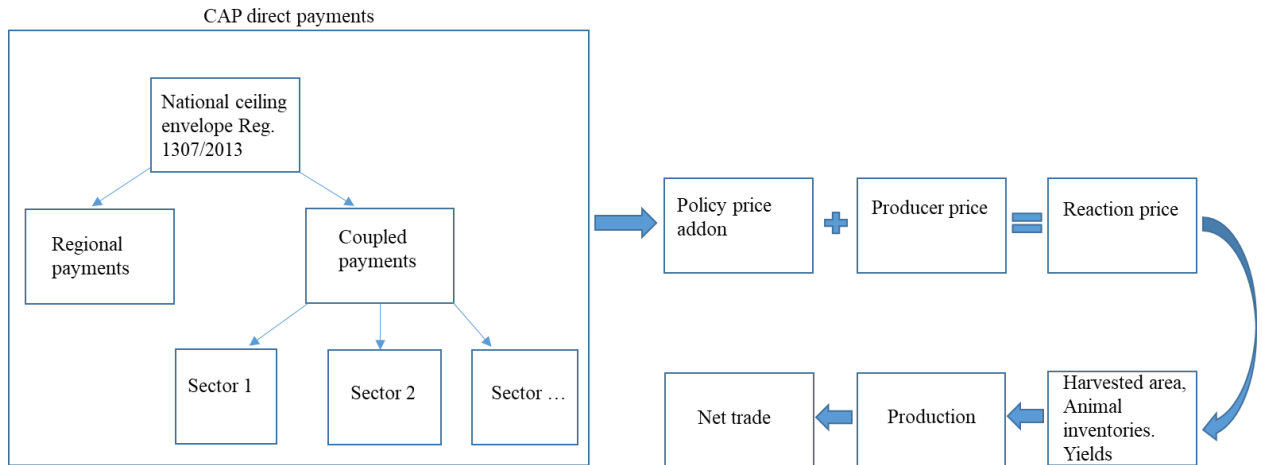 CAP direct payments
National ceiling
envelope Reg.
1307/2013
Regional
payments
Coupled
payments
Sector 1
Sector 2
Sector …
Policy price
addon
Producer price
Reaction price
Harvested area,
Animal
inventories.
Yields
Production
Net trade